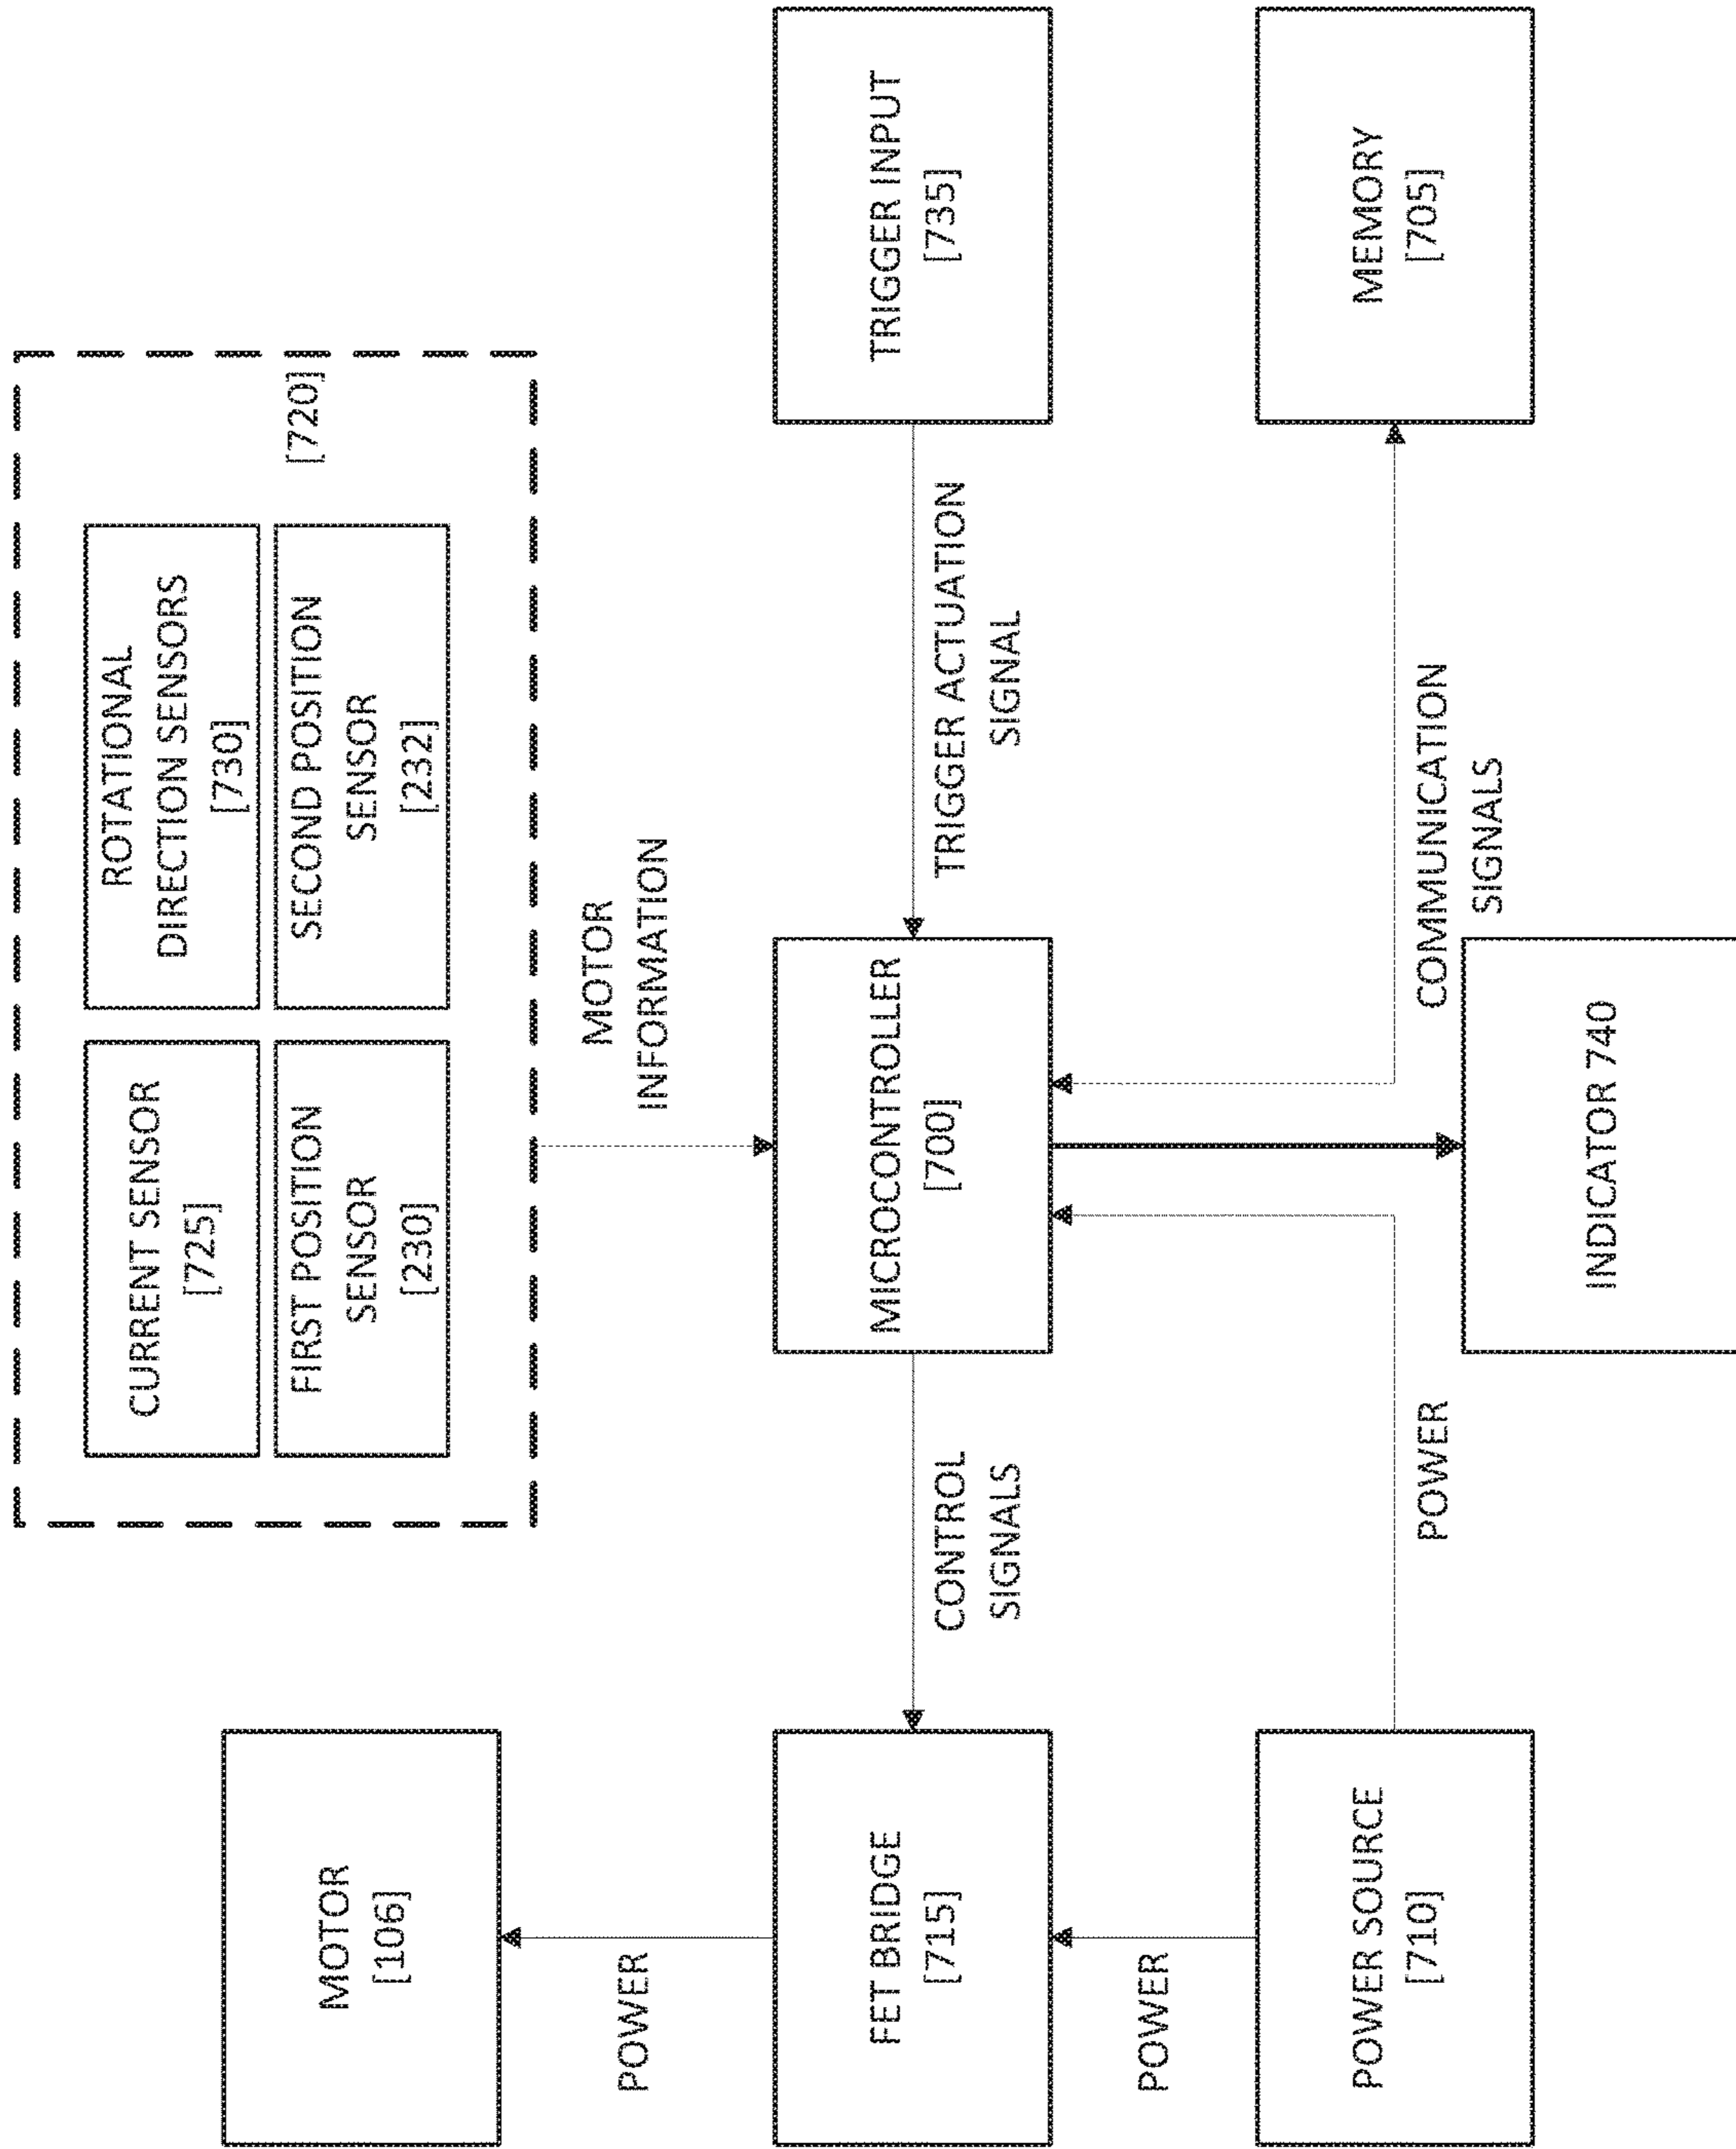 MOTOR
[106]
CURRENT SENSOR
[725]
ROTATIONAL
DIRECTION SENSORS
[730]
FIRST POSITION
SENSOR
[230]
SECOND POSITION
SENSOR
[232]
[720]
POWER
MOTOR
INFORMATION
FET BRIDGE
[715]
CONTROL
SIGNALS
MICROCONTROLLER
[700]
TRIGGER ACTUATION
SIGNAL
TRIGGER INPUT
[735]
POWER
POWER SOURCE
[710]
POWER
COMMUNICATION
SIGNALS
MEMORY
[705]
INDICATOR 740